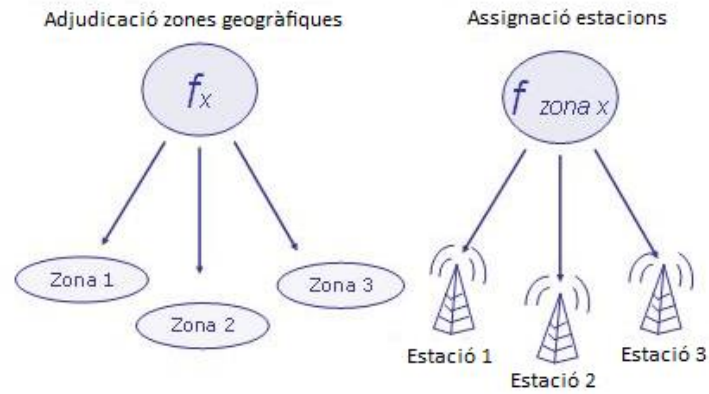 Adjudicació zones geogràfiques
fx
Zona 1
Zona 2
Zona 3
Assignació estacions
f zona x
Estació 1
Estació 2
Estació 3